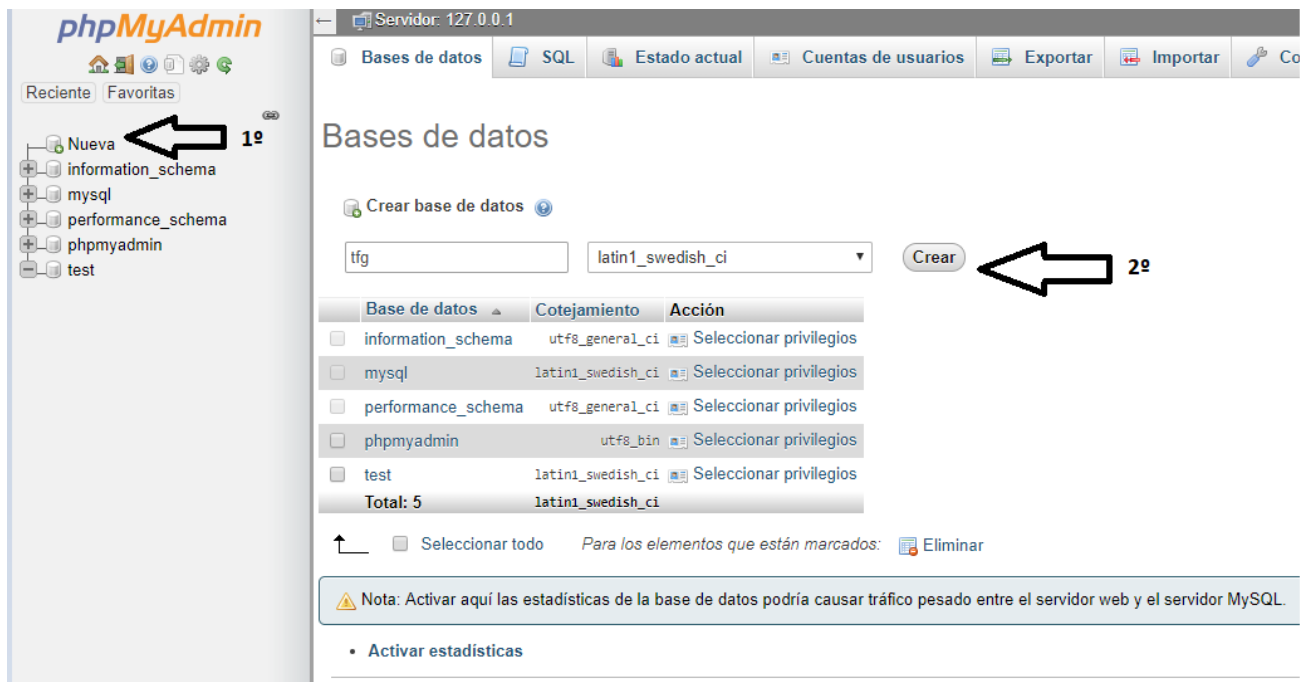 phpMyAdmin
Reciente Favoritas
Nueva
1º
information_schema
mysql
performance_schema
phpmyadmin
test
Servidor: 127.0.0.1
Bases de datos SQL Estado actual Cuentas de usuarios Exportar Importar Co
Bases de datos
Crear base de datos
tfg latin1_swedish_ci Crear
2º
Base de datos Cotejamiento Acción
information_schema utf8_general_ci Seleccionar privilegios
mysql latin1_swedish_ci Seleccionar privilegios
performance_schema utf8_general_ci Seleccionar privilegios
phpmyadmin utf8_bin Seleccionar privilegios
test latin1_swedish_ci Seleccionar privilegios
Total: 5 latin1_swedish_ci
Seleccionar todo Para los elementos que están marcados: Eliminar
Nota: Activar aquí las estadísticas de la base de datos podría causar tráfico pesado entre el servidor web y el servidor MySQL.
• Activar estadísticas